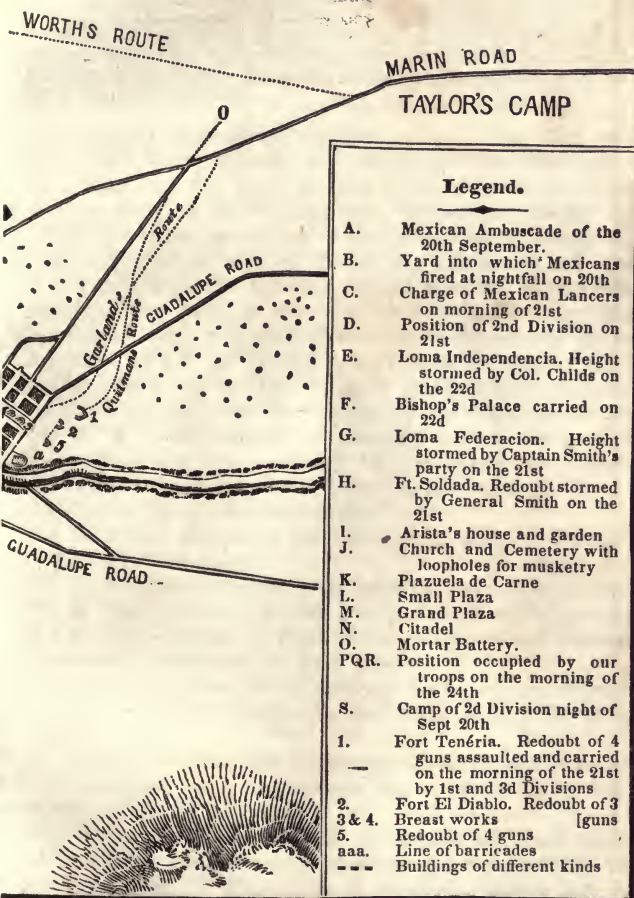 WORTHS ROUTE
MARIN ROAD
TAYLOR'S CAMP
O
Route
Garland's
Quitmans Route
GUADALUPE ROAD
1
2
3
4
5
a
GUADALUPE ROAD
Legend.
A. Mexican Ambuscade of the
20th September.
B. Yard into which Mexicans
fired at nightfall on 20th
C. Charge of Mexican Lancers
on morning of 21st
D. Position of 2nd Division on
21st
E. Loma Independencia. Height
stormed by Col. Childs on
the 22d
F. Bishop's Palace carried on
22d
G. Loma Federacion. Height
stormed by Captain Smith's
party on the 21st
H. Ft. Soldada. Redoubt stormed
by General Smith on the
21st
I. Arista's house and garden
J. Church and Cemetery with
loopholes for musketry
K. Plazuela de Carne
L. Small Plaza
M. Grand Plaza
N. Citadel
O. Mortar Battery.
PQR. Position occupied by our
troops on the morning of
the 24th
S. Camp of 2d Division night of
Sept 20th
1. Fort Tenéria. Redoubt of 4
guns assaulted and carried
on the morning of the 21st
by 1st and 3d Divisions
2. Fort El Diablo. Redoubt of 3
3 & 4. Breast works [guns
5. Redoubt of 4 guns
aaa. Line of barricades
--- Buildings of different kinds